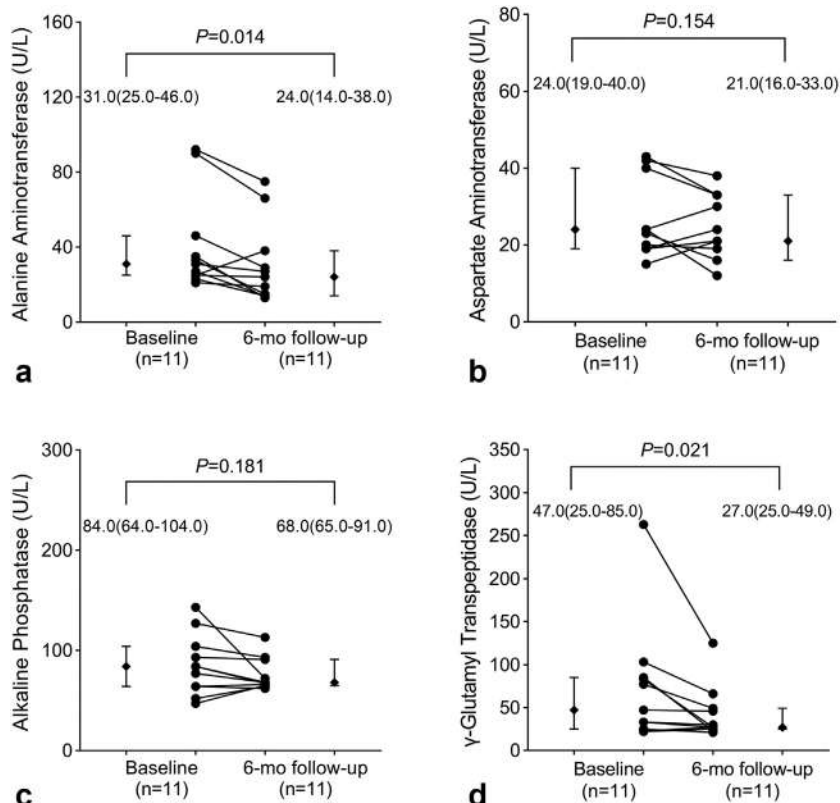 Alanine Aminotransferase (U/L)
160
120
80
40
0
P=0.014
31.0(25.0-46.0)
24.0(14.0-38.0)
Baseline
(n=11)
6-mo follow-up
(n=11)
a
Aspartate Aminotransferase (U/L)
80
60
40
20
0
P=0.154
24.0(19.0-40.0)
21.0(16.0-33.0)
Baseline
(n=11)
6-mo follow-up
(n=11)
b
Alkaline Phosphatase (U/L)
300
200
100
0
P=0.181
84.0(64.0-104.0)
68.0(65.0-91.0)
Baseline
(n=11)
6-mo follow-up
(n=11)
c
γ-Glutamyl Transpeptidase (U/L)
350
300
250
200
150
100
50
0
P=0.021
47.0(25.0-85.0)
27.0(25.0-49.0)
Baseline
(n=11)
6-mo follow-up
(n=11)
d